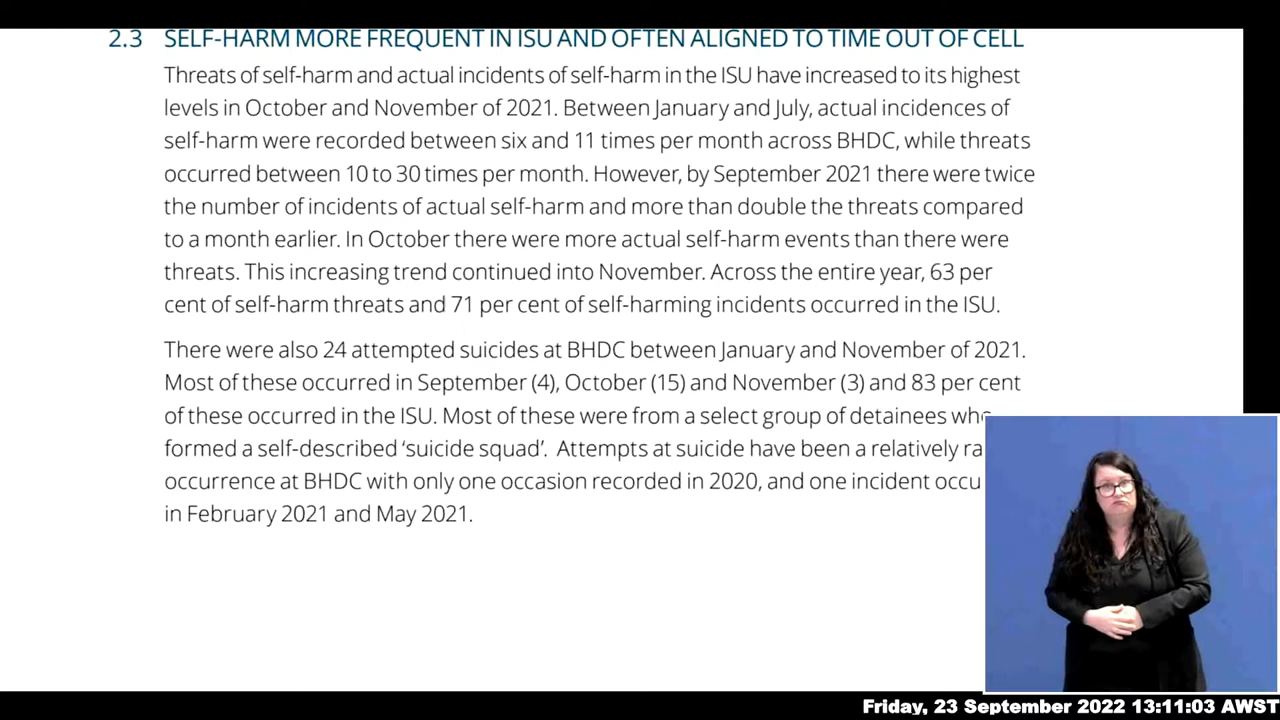 2.3 SELF-HARM MORE FREQUENT IN ISU AND OFTEN ALIGNED TO TIME OUT OF CELL
Threats of self-harm and actual incidents of self-harm in the ISU have increased to its highest
levels in October and November of 2021. Between January and July, actual incidences of
self-harm were recorded between six and 11 times per month across BHDC, while threats
occurred between 10 to 30 times per month. However, by September 2021 there were twice
the number of incidents of actual self-harm and more than double the threats compared
to a month earlier. In October there were more actual self-harm events than there were
threats. This increasing trend continued into November. Across the entire year, 63 per
cent of self-harm threats and 71 per cent of self-harming incidents occurred in the ISU.
There were also 24 attempted suicides at BHDC between January and November of 2021.
Most of these occurred in September (4), October (15) and November (3) and 83 per cent
of these occurred in the ISU. Most of these were from a select group of detainees who
formed a self-described ‘suicide squad’. Attempts at suicide have been a relatively
occurrence at BHDC with only one occasion recorded in 2020, and one incident
in February 2021 and May 2021.
Friday, 23 September 2022 13:11:03 AWST